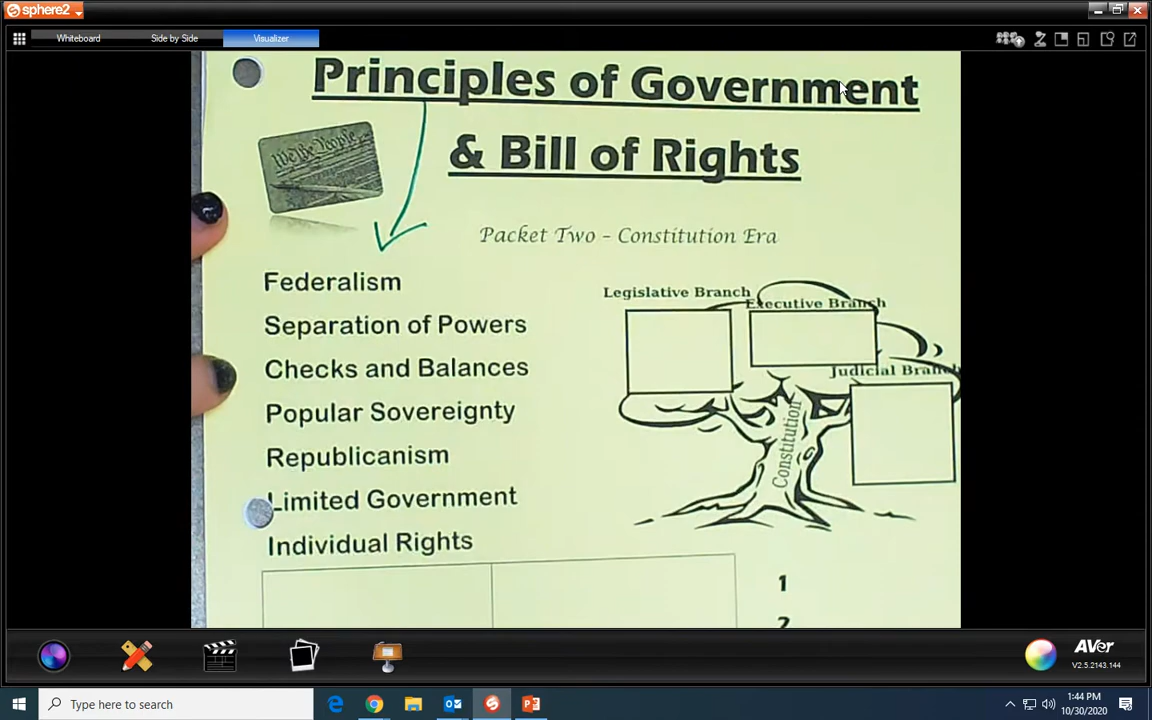 sphere2
Whiteboard
Side by Side
Visualizer
Principles of Government
& Bill of Rights
We the People
Packet Two - Constitution Era
Federalism
Separation of Powers
Checks and Balances
Popular Sovereignty
Republicanism
Limited Government
Individual Rights
Legislative Branch
Executive Branch
Judicial Branch
Constitution
1
2
AVer
V2.5.2143.144
Type here to search
1:44 PM
10/30/2020